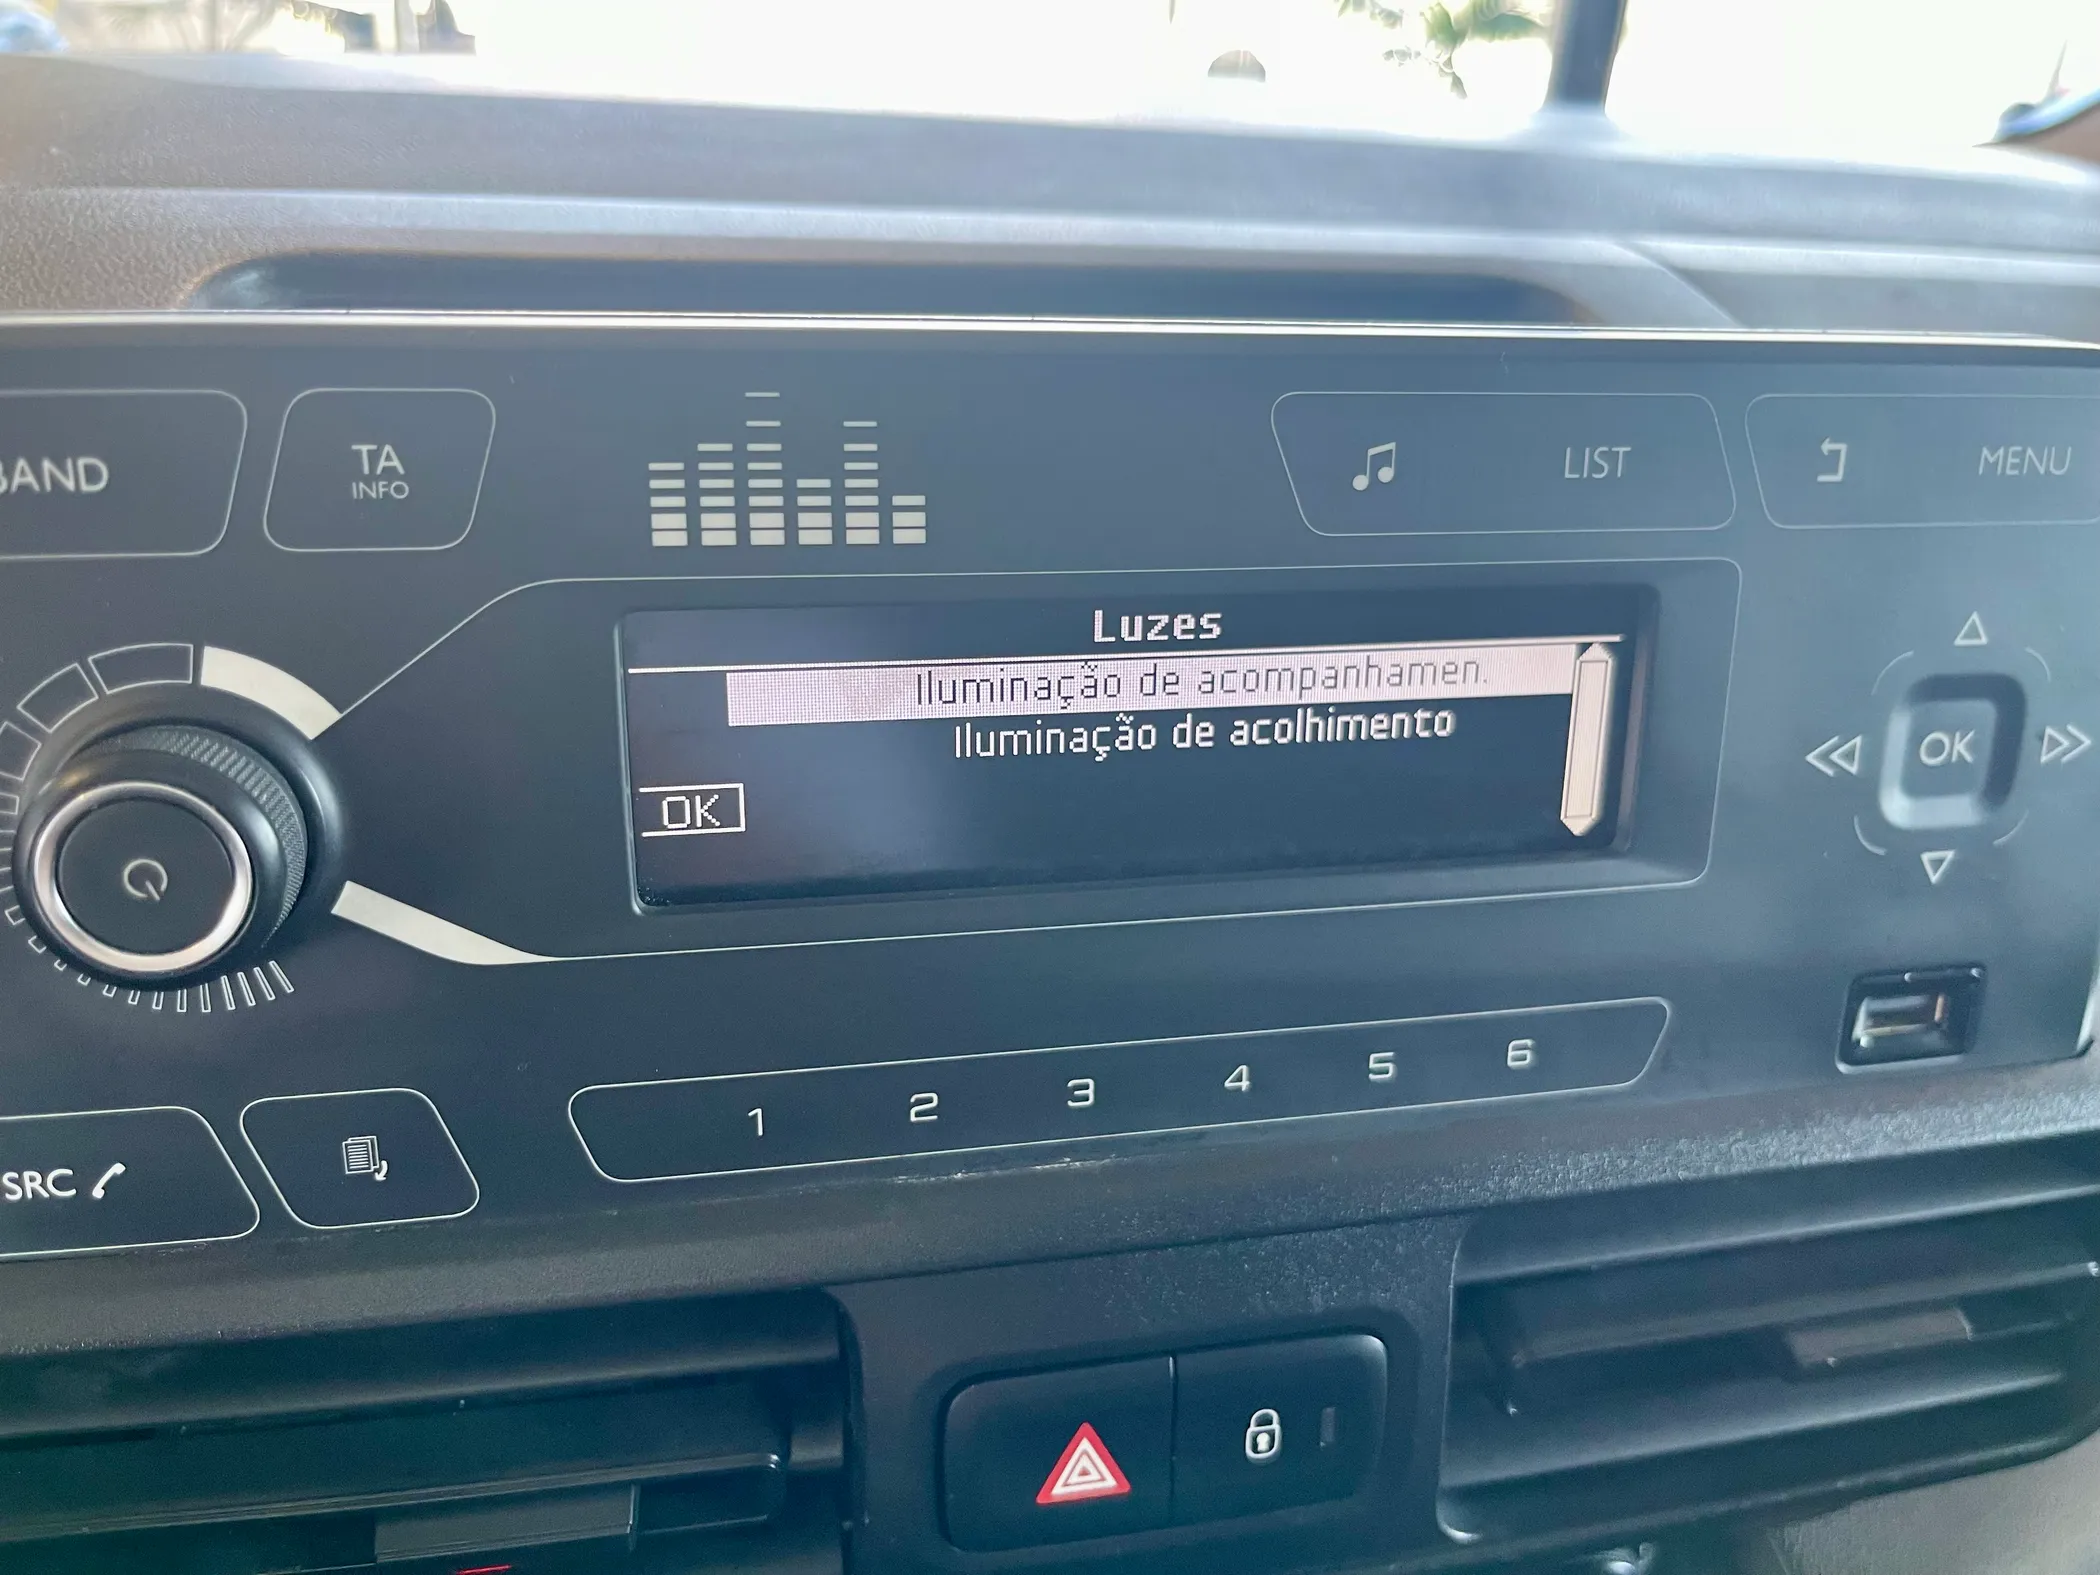 BAND
TA
INFO
LIST
MENU
Luzes
Iluminação de acompanhamen.
Iluminação de acolhimento
OK
OK
1 2 3 4 5 6
SRC